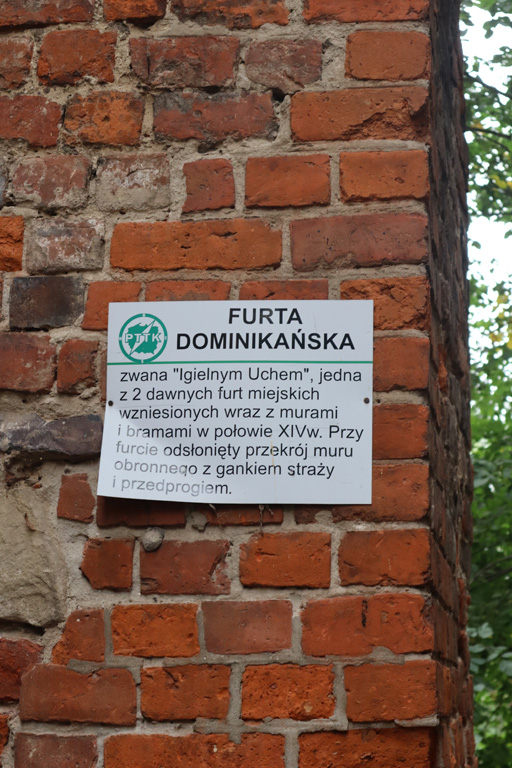 PTTK
FURTA
DOMINIKAŃSKA
zwana "Igielnym Uchem", jedna
z 2 dawnych furt miejskich
wzniesionych wraz z murami
i bramami w połowie XIVw. Przy
furcie odsłonięty przekrój muru
obronnego z gankiem straży
i przedprogiem.